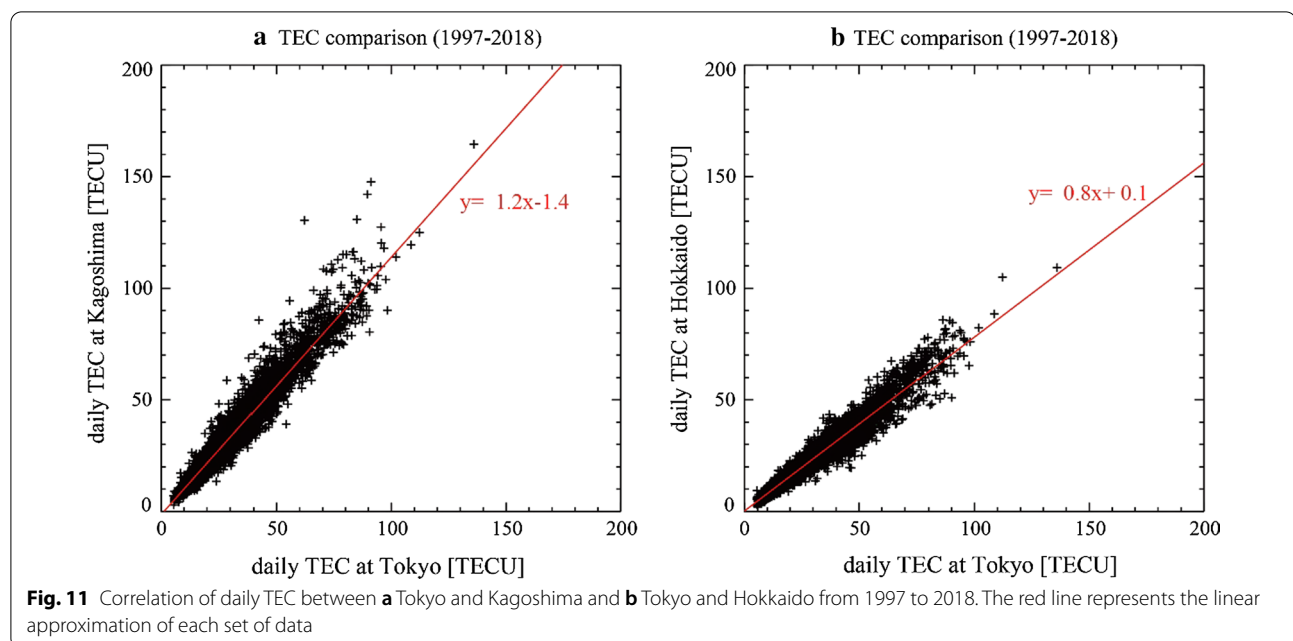 a TEC comparison (1997-2018)
200
150
100
50
0
50
100
150
200
daily TEC at Kagoshima [TECU]
daily TEC at Tokyo [TECU]
y= 1.2x-1.4
b TEC comparison (1997-2018)
200
150
100
50
0
0
50
100
150
200
daily TEC at Hokkaido [TECU]
daily TEC at Tokyo [TECU]
y= 0.8x+ 0.1
Fig. 11 Correlation of daily TEC between a Tokyo and Kagoshima and b Tokyo and Hokkaido from 1997 to 2018. The red line represents the linear
approximation of each set of data